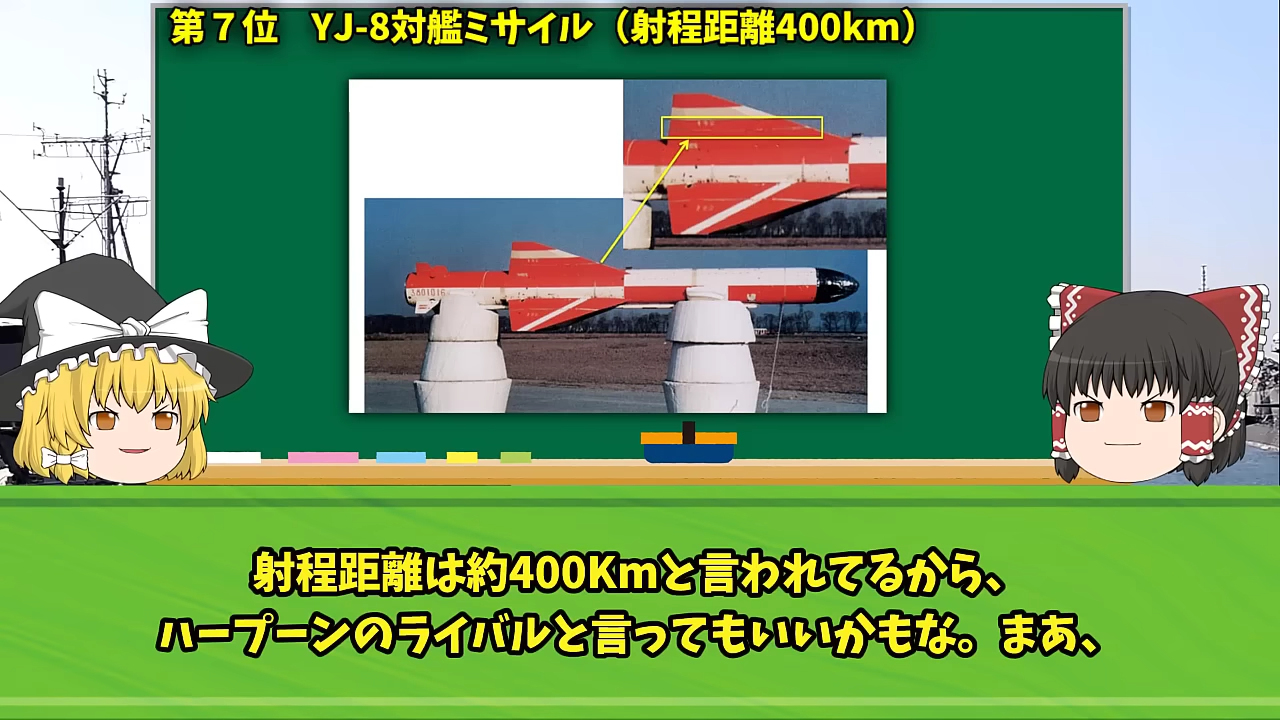 第７位　YJ-8対艦ミサイル（射程距離400km）
射程距離は約400Kmと言われてるから、
ハープーンのライバルと言ってもいいかもな。まあ、